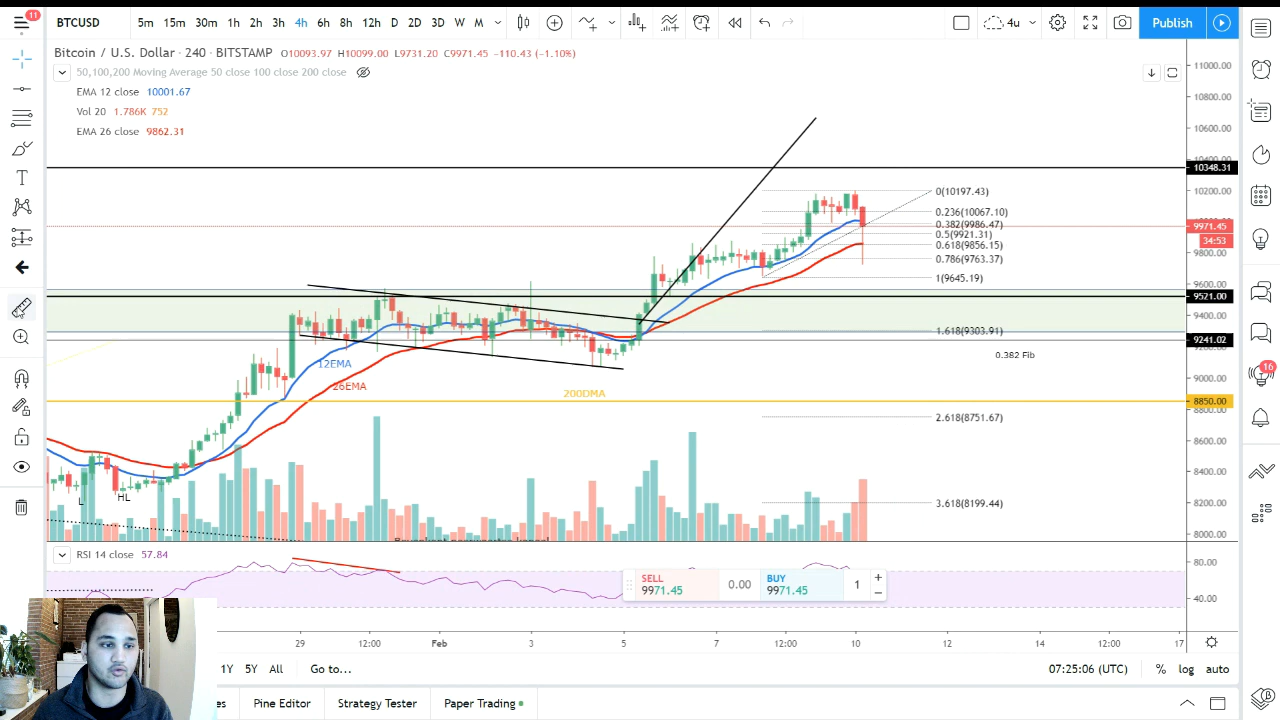 11
BTCUSD
5m 15m 30m 1h 2h 3h 4h 6h 8h 12h D 2D 3D W M
4u
Publish
Bitcoin / U.S. Dollar · 240 · BITSTAMP O10093.97 H10099.00 L9731.20 C9971.45 -110.43 (-1.10%)
50,100,200 Moving Average 50 close 100 close 200 close
EMA 12 close 10001.67
Vol 20 1.786K 752
EMA 26 close 9862.31
11000.00
10800.00
10600.00
10348.31
10200.00
9971.45
34:53
9800.00
9600.00
9521.00
9400.00
9241.02
9000.00
8850.00
8800.00
8600.00
8400.00
8200.00
8000.00
0(10197.43)
0.236(10067.10)
0.382(9986.47)
0.5(9921.31)
0.618(9856.15)
0.786(9763.37)
1(9645.19)
1.618(9303.91)
0.382 Fib
2.618(8751.67)
3.618(8199.44)
12EMA
26EMA
200DMA
L
HL
16
RSI 14 close 57.84
80.00
40.00
SELL
9971.45
0.00
BUY
9971.45
1
29 12:00 Feb 3 5 7 12:00 10 12 14 12:00 17
1Y 5Y All Go to... 07:25:06 (UTC) % log auto
Pine Editor Strategy Tester Paper Trading